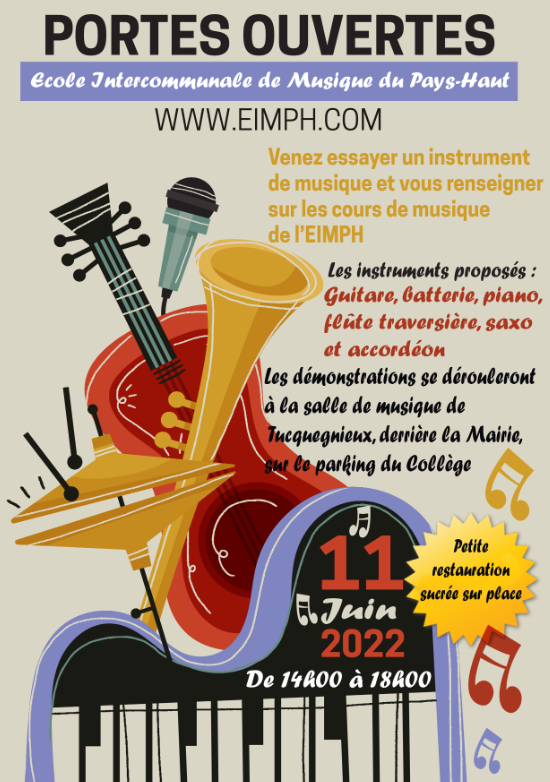 PORTES OUVERTES
Ecole Intercommunale de Musique du Pays-Haut
WWW.EIMPH.COM
Venez essayer un instrument
de musique et vous renseigner
sur les cours de musique
de l'EIMPH
Les instruments proposés :
Guitare, batterie, piano,
flûte traversière, saxo
et accordéon
Les démonstrations se dérouleront
à la salle de musique de
Tucquegnieux, derrière la Mairie,
sur le parking du Collège
11
Juin
2022
De 14h00 à 18h00
Petite
restauration
sucrée sur place